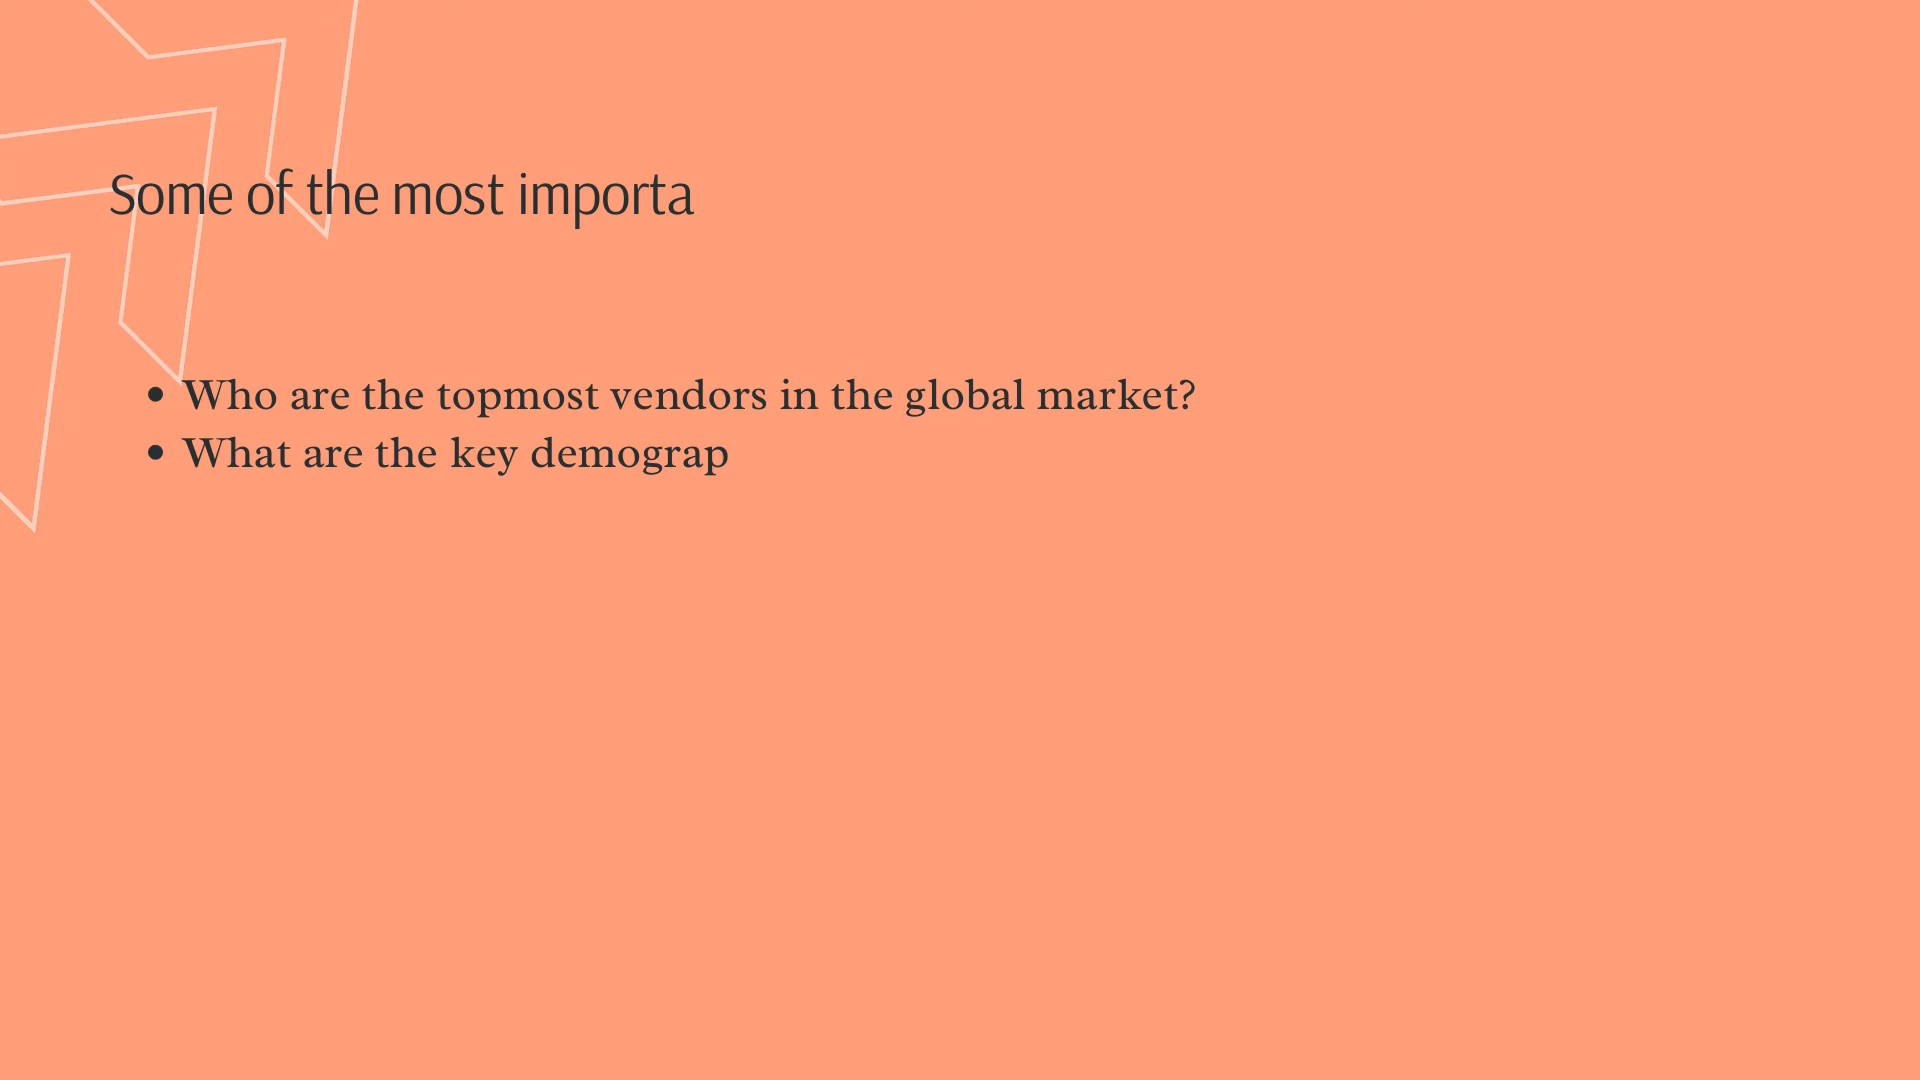 Some of the most importa
• Who are the topmost vendors in the global market?
• What are the key demograp